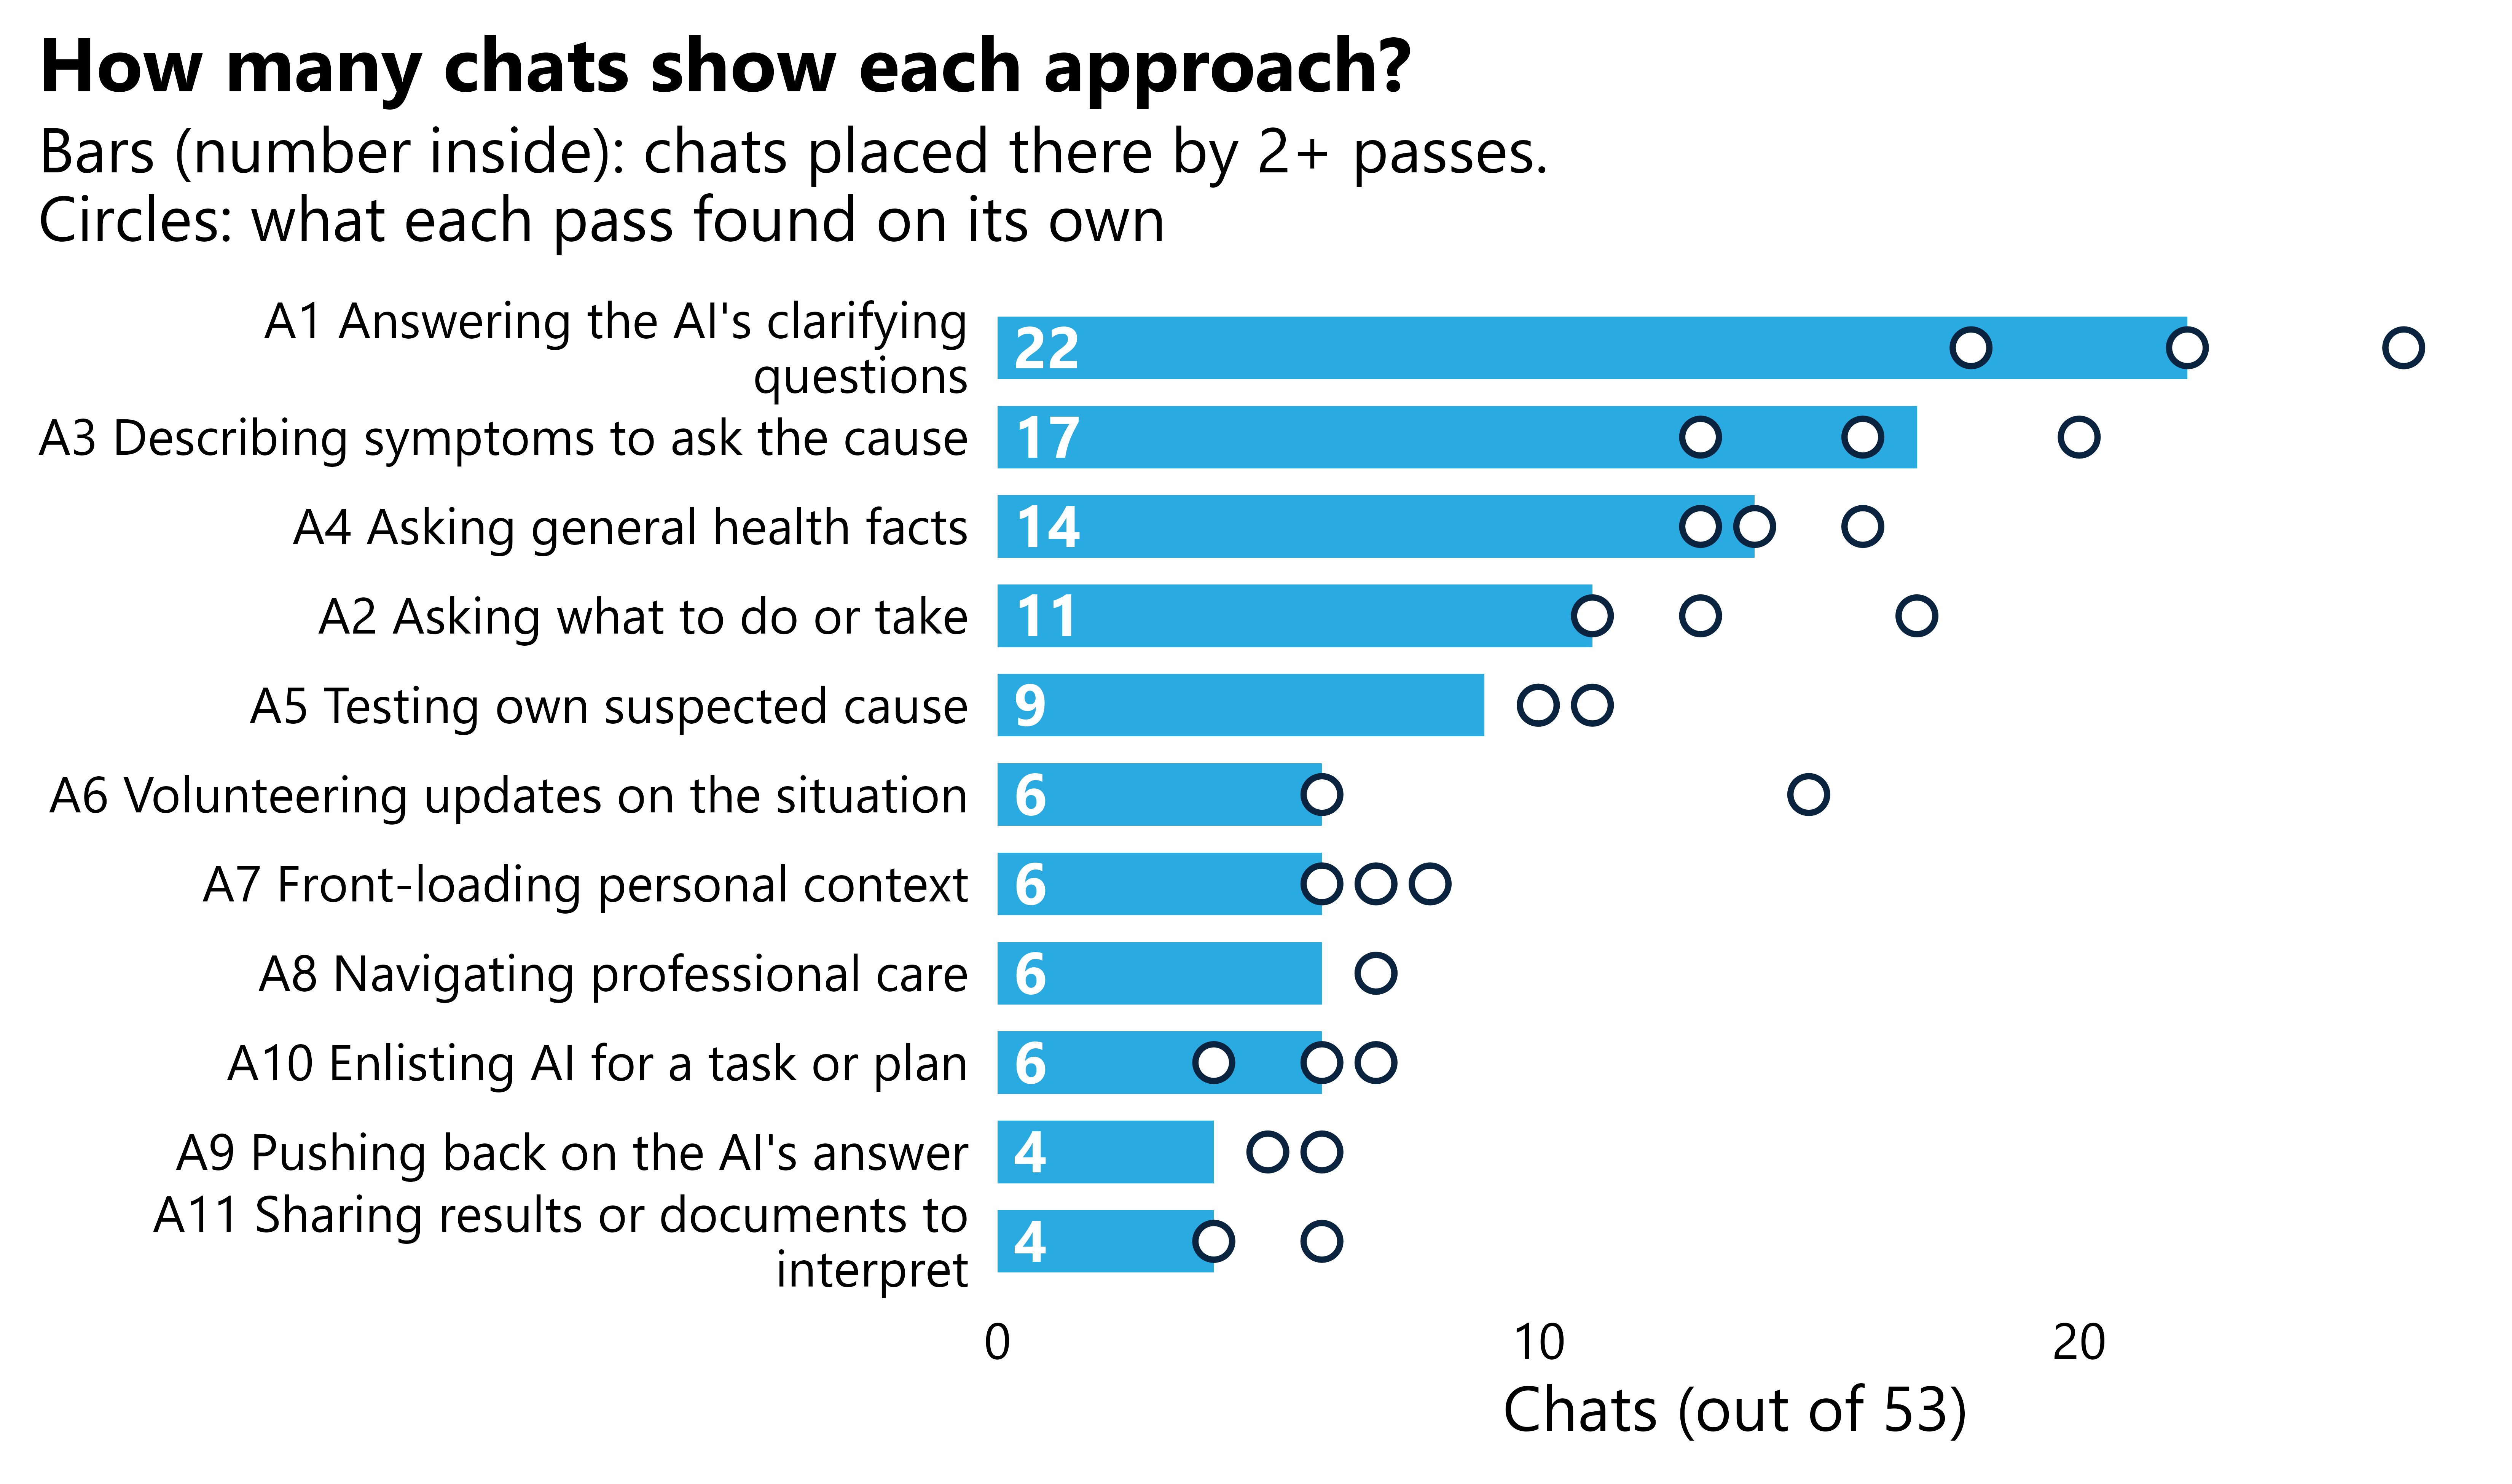 How many chats show each approach?
Bars (number inside): chats placed there by 2+ passes.
Circles: what each pass found on its own
A1 Answering the AI's clarifying
questions
22
A3 Describing symptoms to ask the cause
17
A4 Asking general health facts
14
A2 Asking what to do or take
11
A5 Testing own suspected cause
9
A6 Volunteering updates on the situation
6
A7 Front-loading personal context
6
A8 Navigating professional care
6
A10 Enlisting AI for a task or plan
6
A9 Pushing back on the AI's answer
4
A11 Sharing results or documents to
interpret
4
0 10 20
Chats (out of 53)